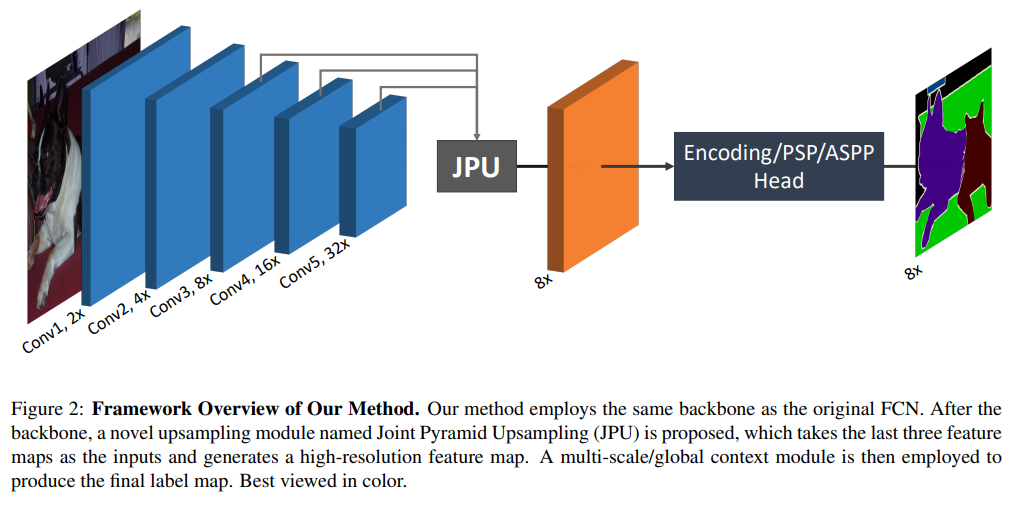 JPU
Encoding/PSP/ASPP
Head
Conv1, 2x
Conv2, 4x
Conv3, 8x
Conv4, 16x
Conv5, 32x
8x
8x
Figure 2: Framework Overview of Our Method. Our method employs the same backbone as the original FCN. After the
backbone, a novel upsampling module named Joint Pyramid Upsampling (JPU) is proposed, which takes the last three feature
maps as the inputs and generates a high-resolution feature map. A multi-scale/global context module is then employed to
produce the final label map. Best viewed in color.